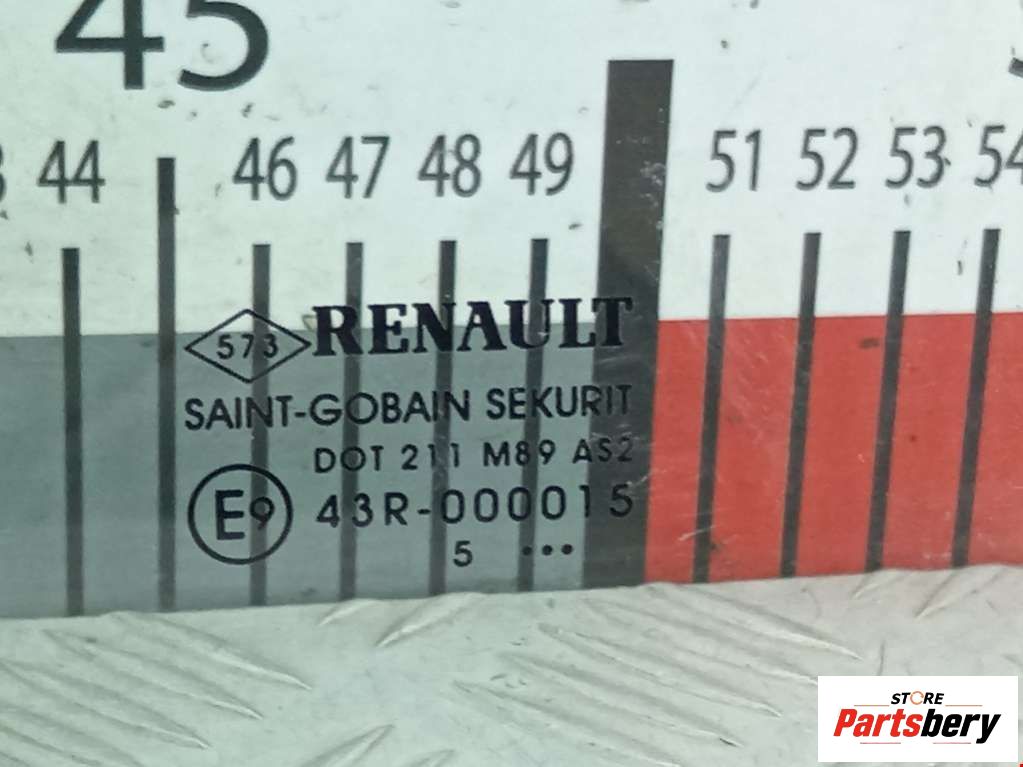 45
44 46 47 48 49 51 52 53 54
573 RENAULT
SAINT-GOBAIN SEKURIT
DOT 211 M89 AS2
E9 43R-000015
5 •••
STORE
Partsbery